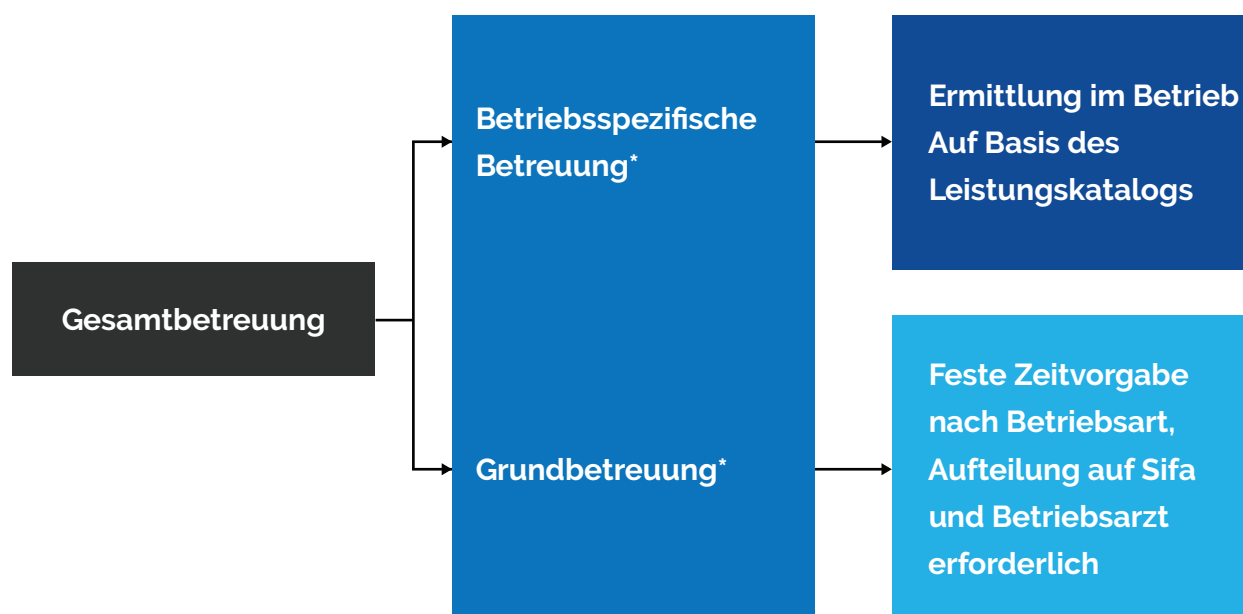 Gesamtbetreuung
Betriebsspezifische
Betreuung*
Grundbetreuung*
Ermittlung im Betrieb
Auf Basis des
Leistungskatalogs
Feste Zeitvorgabe
nach Betriebsart,
Aufteilung auf Sifa
und Betriebsarzt
erforderlich